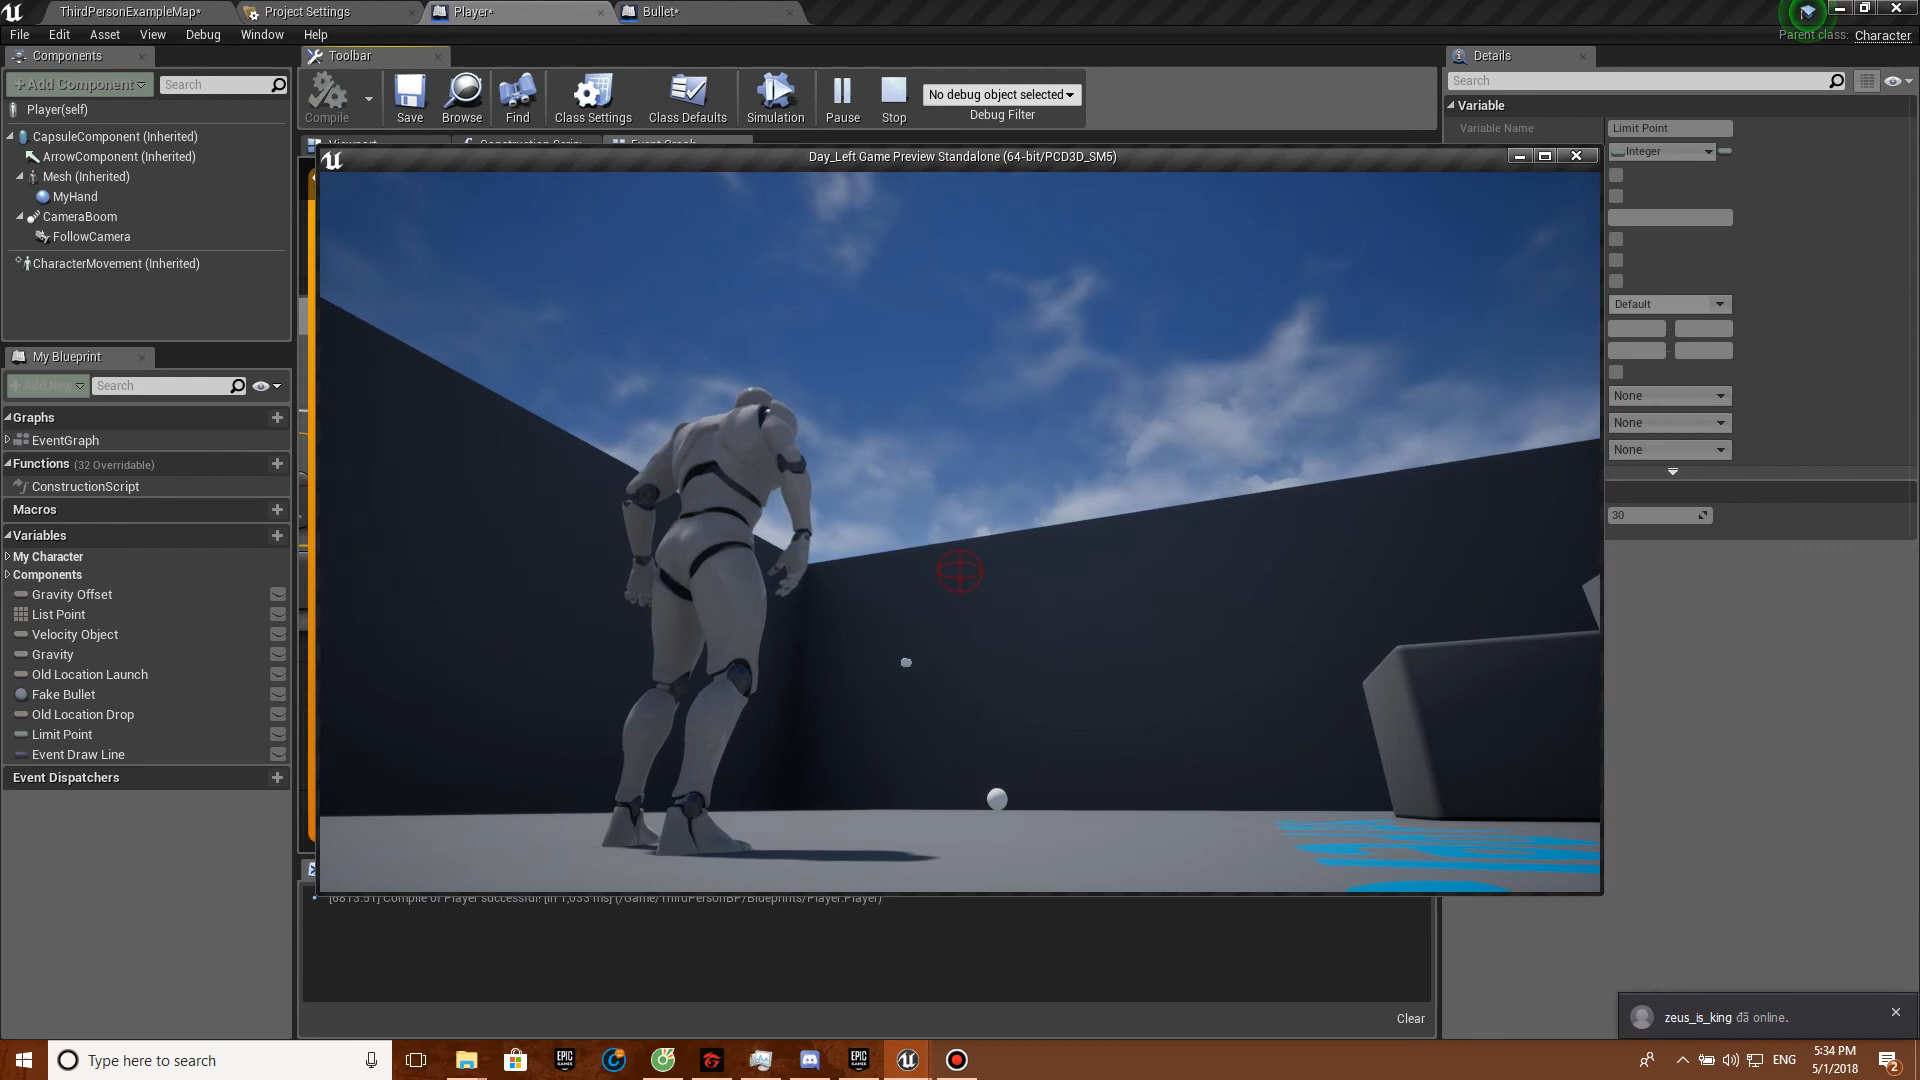 ThirdPersonExampleMap*
Project Settings
Player*
Bullet*
File Edit Asset View Debug Window Help
Parent class: Character
Components
Toolbar
Details
+Add Component
Search
Compile
Save
Browse
Find
Class Settings
Class Defaults
Simulation
Pause
Stop
No debug object selected
Debug Filter
Search
Variable
Variable Name
Limit Point
Integer
Player(self)
CapsuleComponent (Inherited)
ArrowComponent (Inherited)
Mesh (Inherited)
MyHand
CameraBoom
FollowCamera
CharacterMovement (Inherited)
Day_Left Game Preview Standalone (64-bit/PCD3D_SM5)
Default
None
None
None
30
My Blueprint
+Add New
Search
Graphs
EventGraph
Functions (32 Overridable)
ConstructionScript
Macros
Variables
My Character
Components
Gravity Offset
List Point
Velocity Object
Gravity
Old Location Launch
Fake Bullet
Old Location Drop
Limit Point
Event Draw Line
Event Dispatchers
[6813.51] Compile of Player successful! [in 1,033 ms] (/Game/ThirdPersonBP/Blueprints/Player.Player)
Clear
zeus_is_king đã online.
Type here to search
EPIC GAMES
EPIC GAMES
ENG
5:34 PM
5/1/2018
2